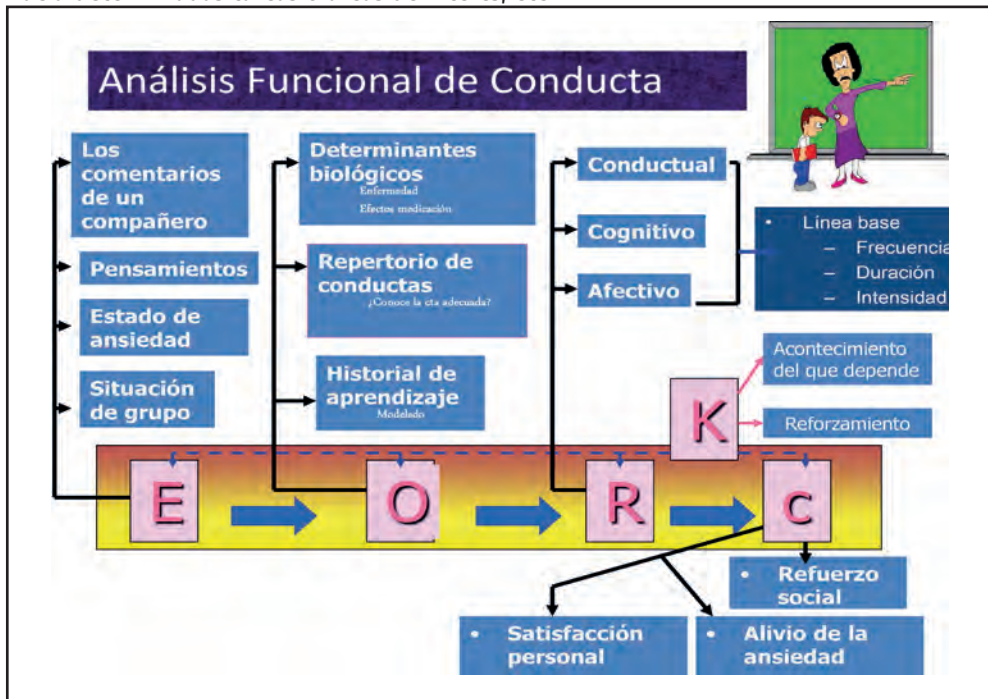 Análisis Funcional de Conducta
Los
comentarios
de un
compañero
Pensamientos
Estado de
ansiedad
Situación
de grupo
Determinantes
biológicos
Enfermedad
Efectos medicación
Repertorio de
conductas
¿Conoce la cta adecuada?
Historial de
aprendizaje
Modelado
Conductual
Cognitivo
Afectivo
• Línea base
– Frecuencia
– Duración
– Intensidad
Acontecimiento
del que depende
Reforzamiento
K
E
O
R
C
• Refuerzo
social
• Satisfacción
personal
• Alivio de la
ansiedad